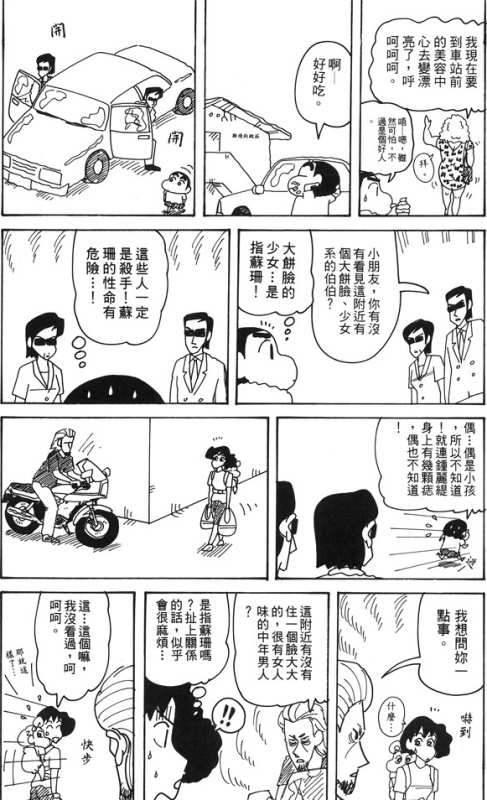 我現在要
到車站前
的美容中
心去變漂
亮了，呼
呵呵呵。
拜。
唔，嗯，雖
然可怕，不
過是個好人
啊——
好好吃。
開
開
小朋友，你有沒
有看見這附近有
個大餅臉、少女
系的伯伯？
大餅臉的
少女…是
指蘇珊！
這些人一定
是殺手！蘇
珊的性命有
危險…！
偶…偶是小孩
，所以不知道
！就連鍾麗緹
身上有幾顆痣
，偶也不知道
！
我想問妳一
點事。
嚇到
什麼…
這附近有沒有
住一個臉大大
的，很有女人
味的中年男人
？
!!
是指蘇珊嗎
？扯上關係
的話，似乎
會很麻煩…
這…這個嘛，
我沒看過，呵
呵呵。
那就這
樣了…
快步